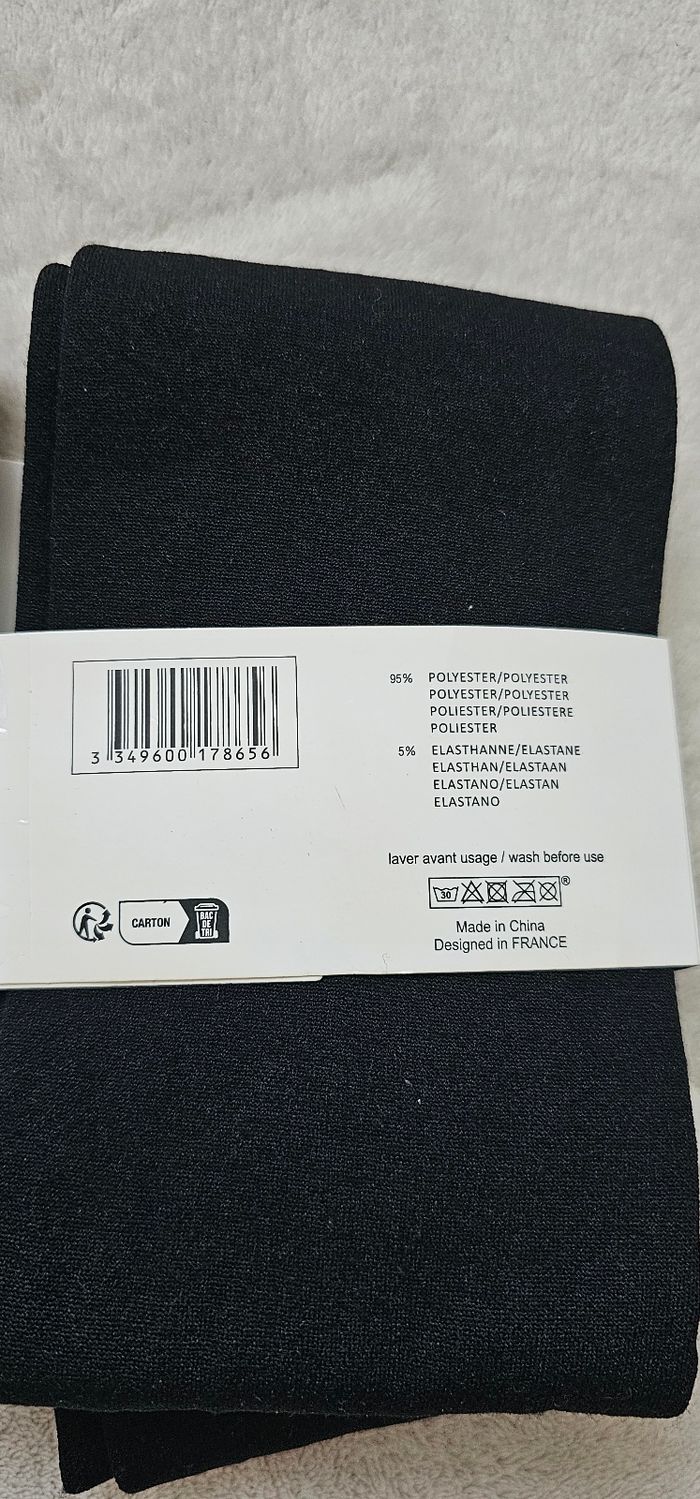 3 349600 178656
95% POLYESTER/POLYESTER
POLYESTER/POLYESTER
POLIESTER/POLIESTERE
POLIESTER
5% ELASTHANNE/ELASTANE
ELASTHAN/ELASTAAN
ELASTANO/ELASTAN
ELASTANO
laver avant usage / wash before use
30 ®
CARTON
BAC
DE
TRI
Made in China
Designed in FRANCE